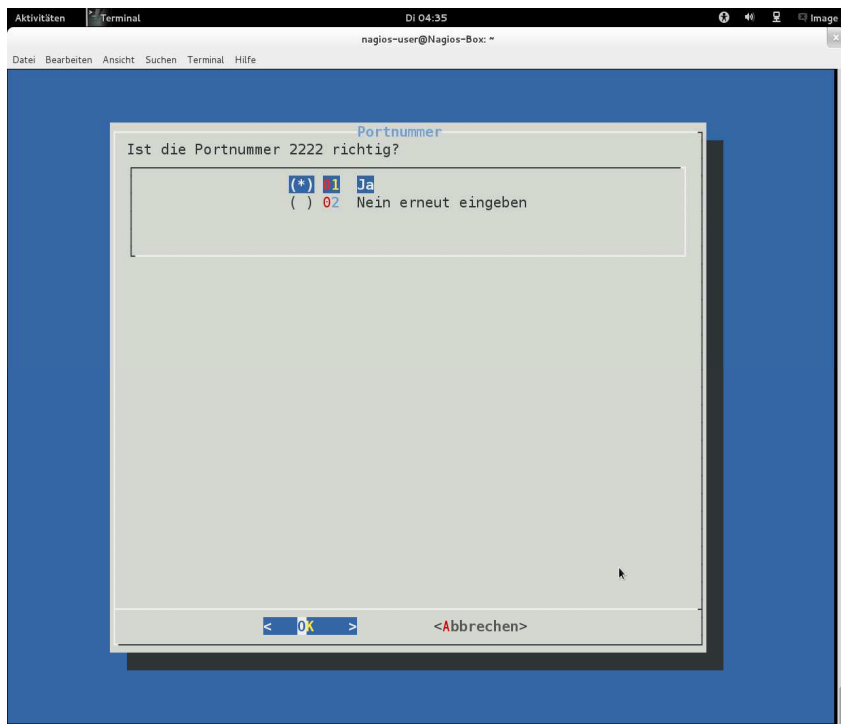 Aktivitäten Terminal Di 04:35 Image
nagios-user@Nagios-Box: ~
Datei Bearbeiten Ansicht Suchen Terminal Hilfe
Portnummer
Ist die Portnummer 2222 richtig?
(*) 01 Ja
( ) 02 Nein erneut eingeben
< OK > <Abbrechen>